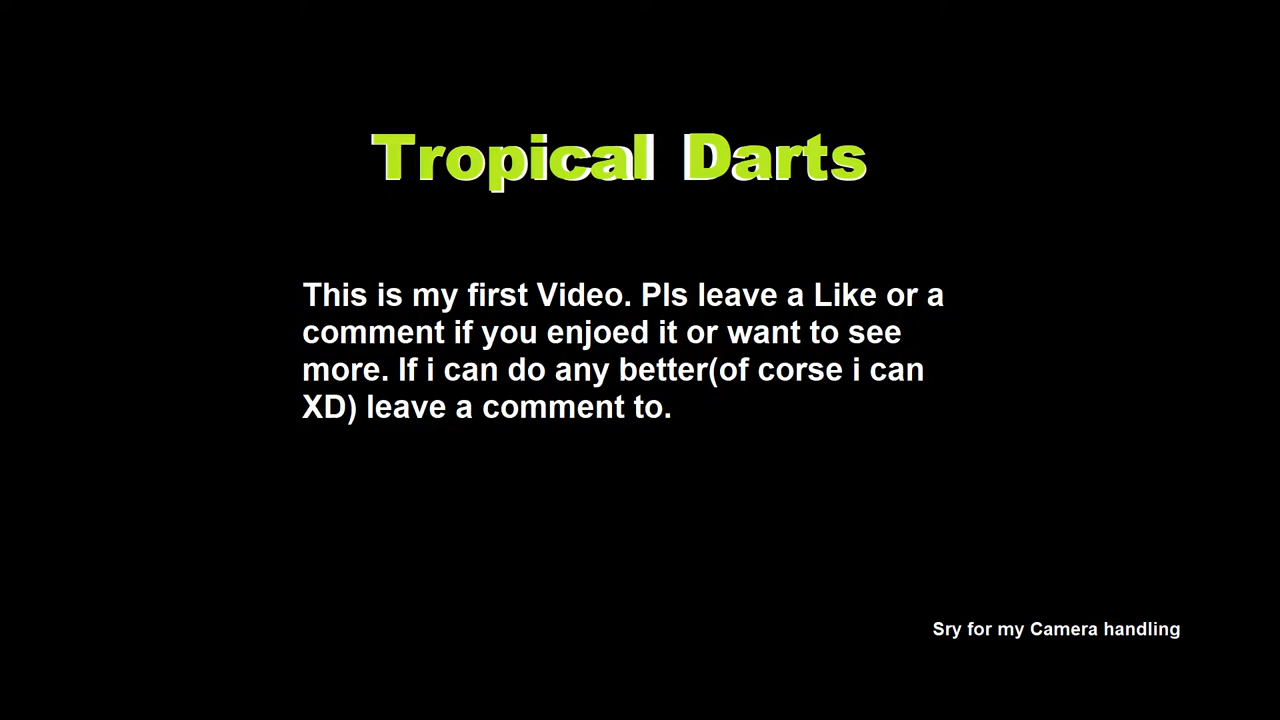 Tropical Darts
This is my first Video. Pls leave a Like or a
comment if you enjoed it or want to see
more. If i can do any better(of corse i can
XD) leave a comment to.
Sry for my Camera handling